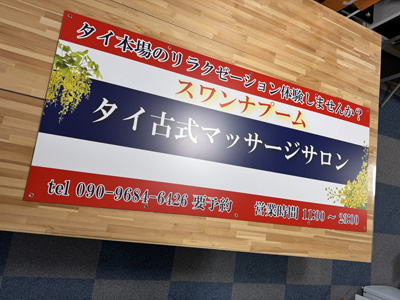 タイ本場のリラクゼーション体験しませんか？
スワンナプーム
タイ古式マッサージサロン
tel 090-9684-6426 要予約 営業時間 11:00 ～ 23:00